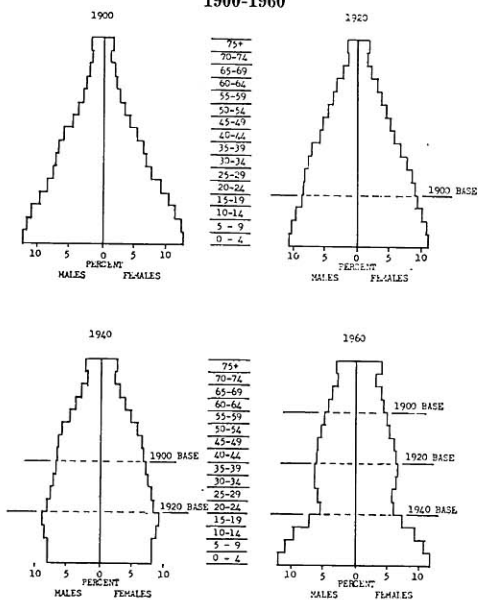 1900-1960
1900
1920
75+
70-74
65-69
60-64
55-59
50-54
45-49
40-44
35-39
30-34
25-29
20-24
15-19
10-14
5 - 9
0 - 4
1900 BASE
10 5 0 5 10
PERCENT
MALES FEMALES
10 5 0 5 10
PERCENT
MALES FEMALES
1940
1960
75+
70-74
65-69
60-64
55-59
50-54
45-49
40-44
35-39
30-34
25-29
20-24
15-19
10-14
5 - 9
0 - 4
1900 BASE
1920 BASE
1900 BASE
1920 BASE
1940 BASE
10 5 0 5 10
PERCENT
MALES FEMALES
10 5 0 5 10
PERCENT
MALES FEMALES